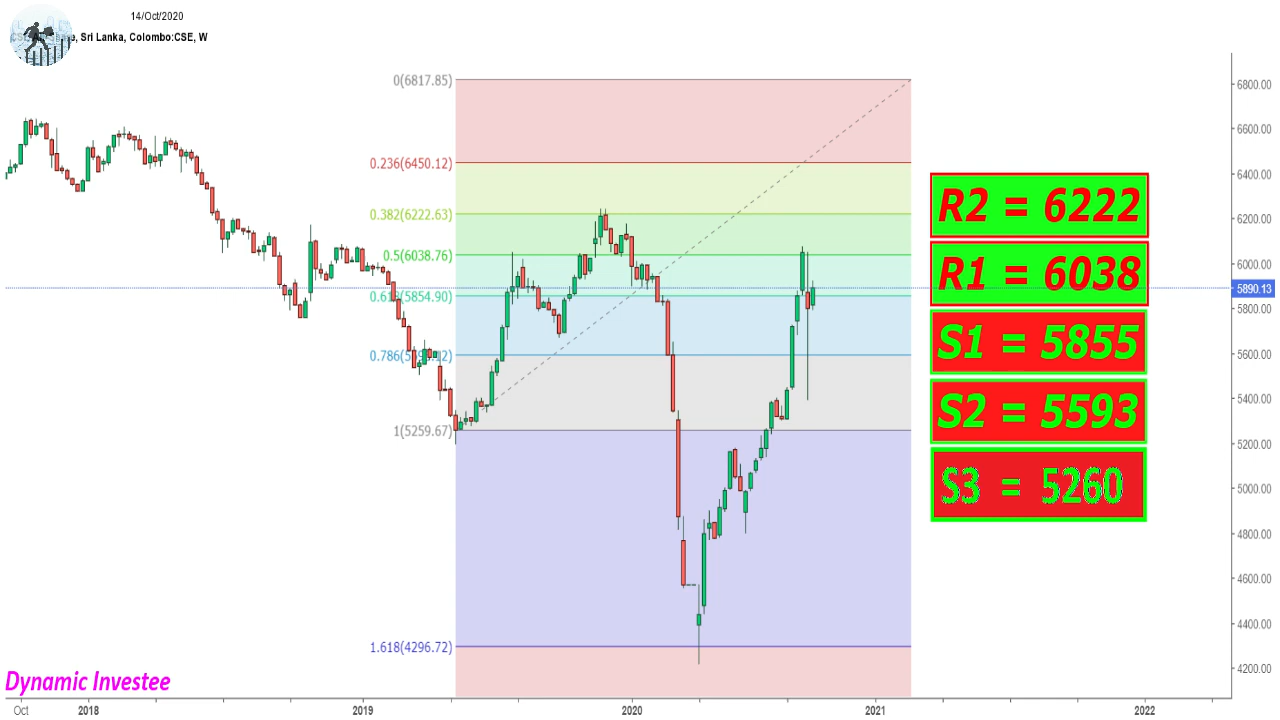 14/Oct/2020
Sri Lanka, Colombo:CSE, W
0(6817.85)
6800.00
6600.00
0.236(6450.12)
6400.00
R2 = 6222
0.382(6222.63)
6200.00
0.5(6038.76)
6000.00
R1 = 6038
5890.13
0.618(5854.90)
5800.00
S1 = 5855
5600.00
5400.00
S2 = 5593
1(5259.67)
5200.00
S3 = 5260
5000.00
4800.00
4600.00
4400.00
1.618(4296.72)
4200.00
Dynamic Investee
Oct 2018 2019 2020 2021 2022